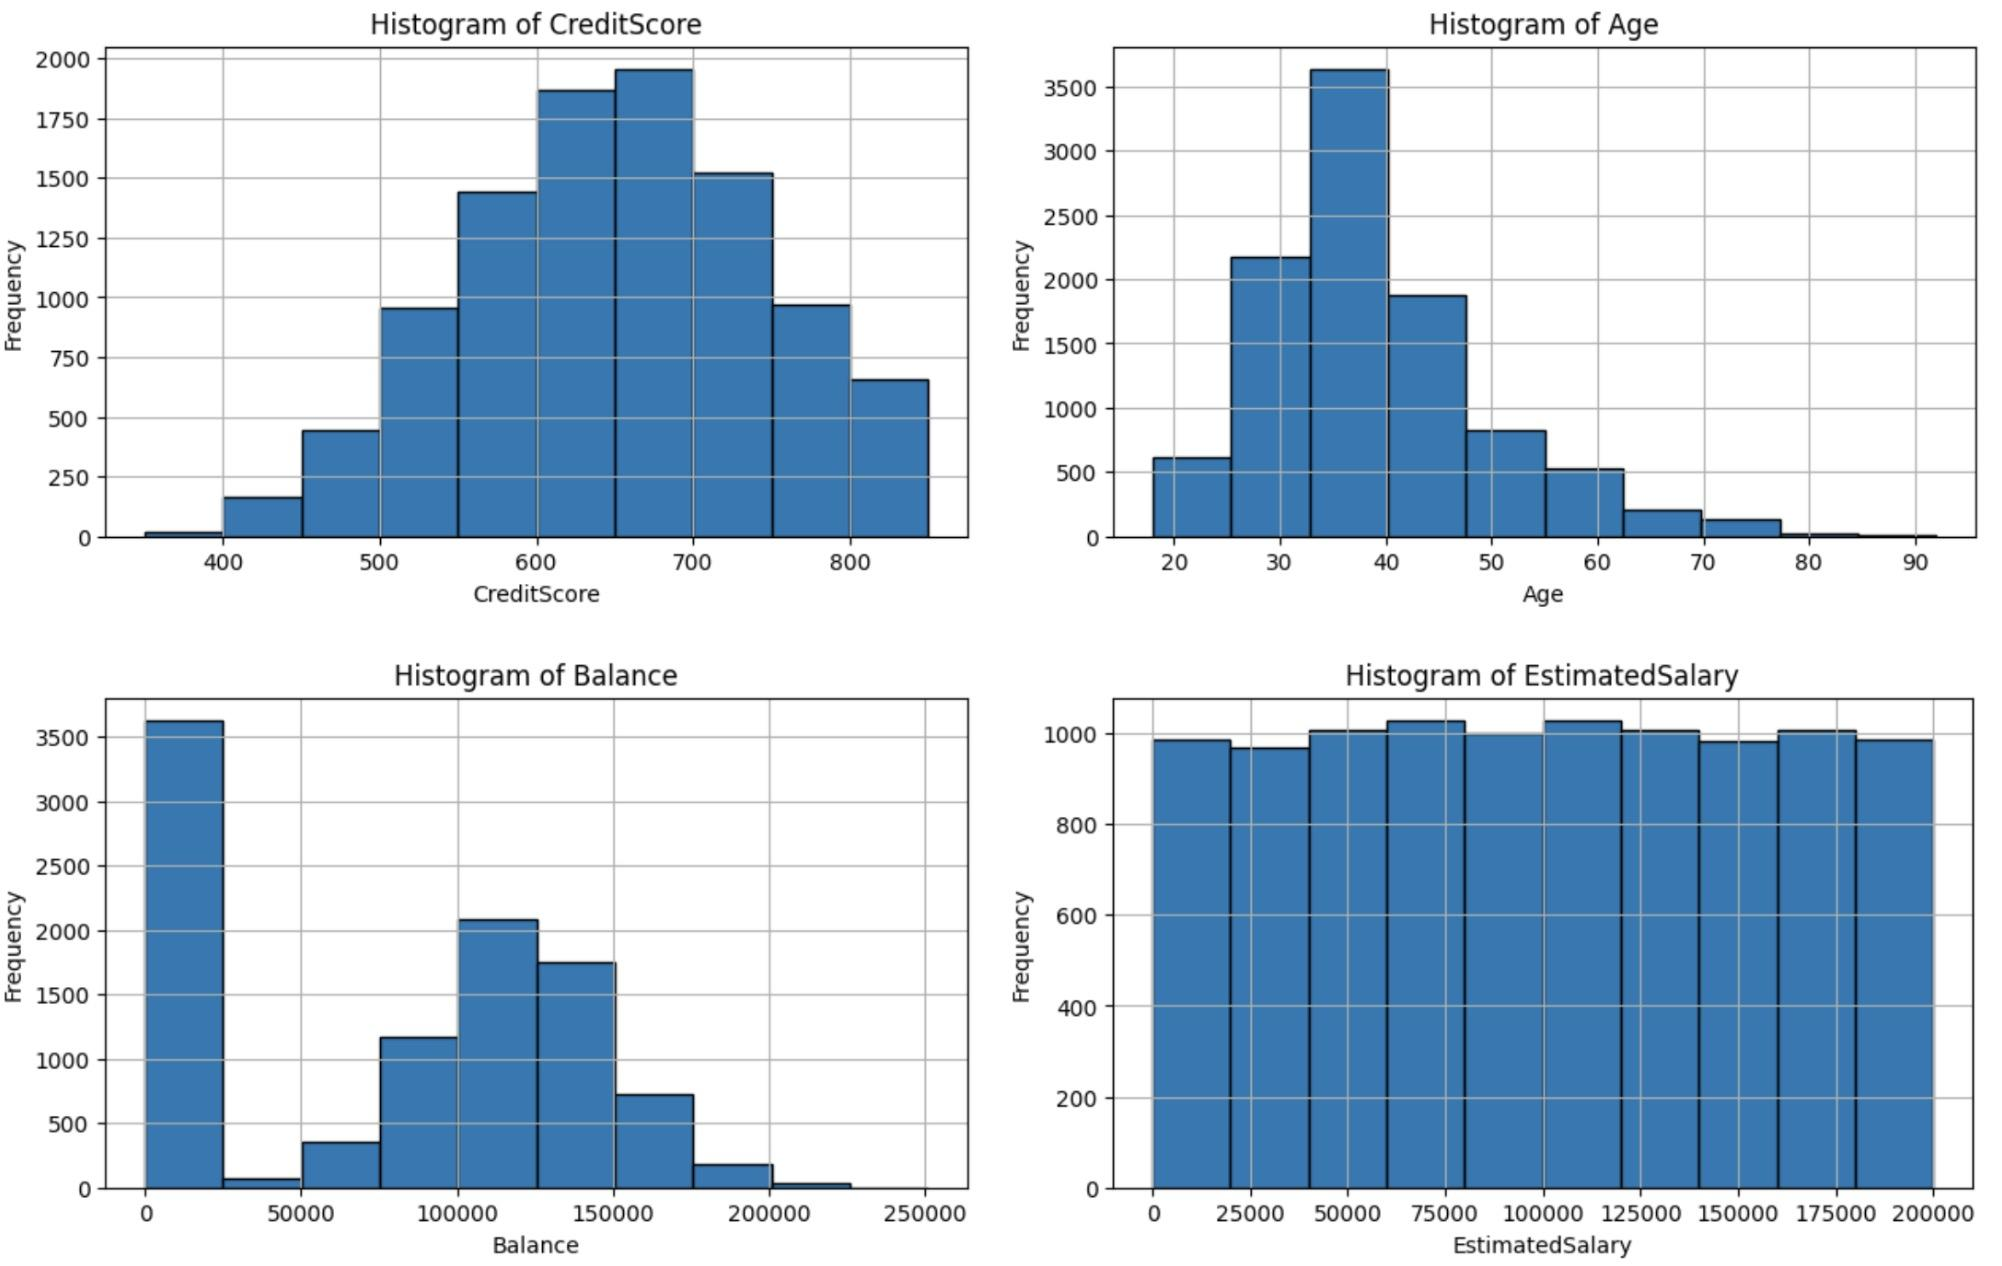 Histogram of CreditScore
2000
1750
1500
1250
1000
750
500
250
0
Frequency
400 500 600 700 800
CreditScore
Histogram of Age
3500
3000
2500
2000
1500
1000
500
0
Frequency
20 30 40 50 60 70 80 90
Age
Histogram of Balance
3500
3000
2500
2000
1500
1000
500
0
Frequency
0 50000 100000 150000 200000 250000
Balance
Histogram of EstimatedSalary
1000
800
600
400
200
0
Frequency
0 25000 50000 75000 100000 125000 150000 175000 200000
EstimatedSalary